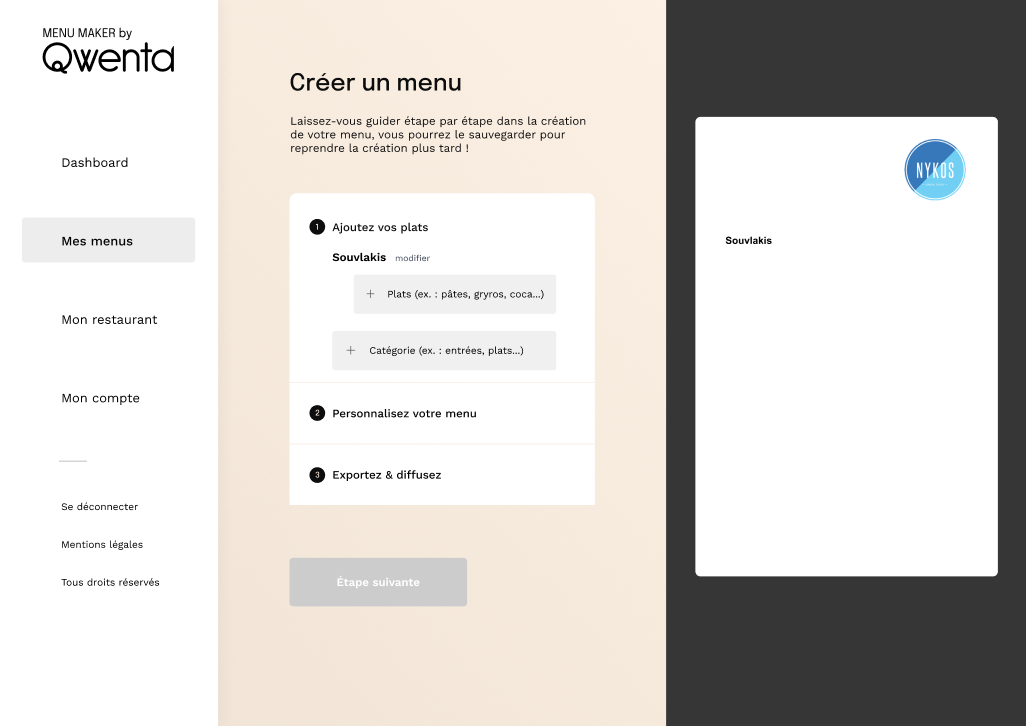 MENU MAKER by
Qwenta
Dashboard
Mes menus
Mon restaurant
Mon compte
Se déconnecter
Mentions légales
Tous droits réservés
Créer un menu
Laissez-vous guider étape par étape dans la création
de votre menu, vous pourrez le sauvegarder pour
reprendre la création plus tard !
1 Ajoutez vos plats
Souvlakis modifier
+ Plats (ex. : pâtes, gryros, coca...)
+ Catégorie (ex. : entrées, plats...)
2 Personnalisez votre menu
3 Exportez & diffusez
Étape suivante
NYKOS
Souvlakis